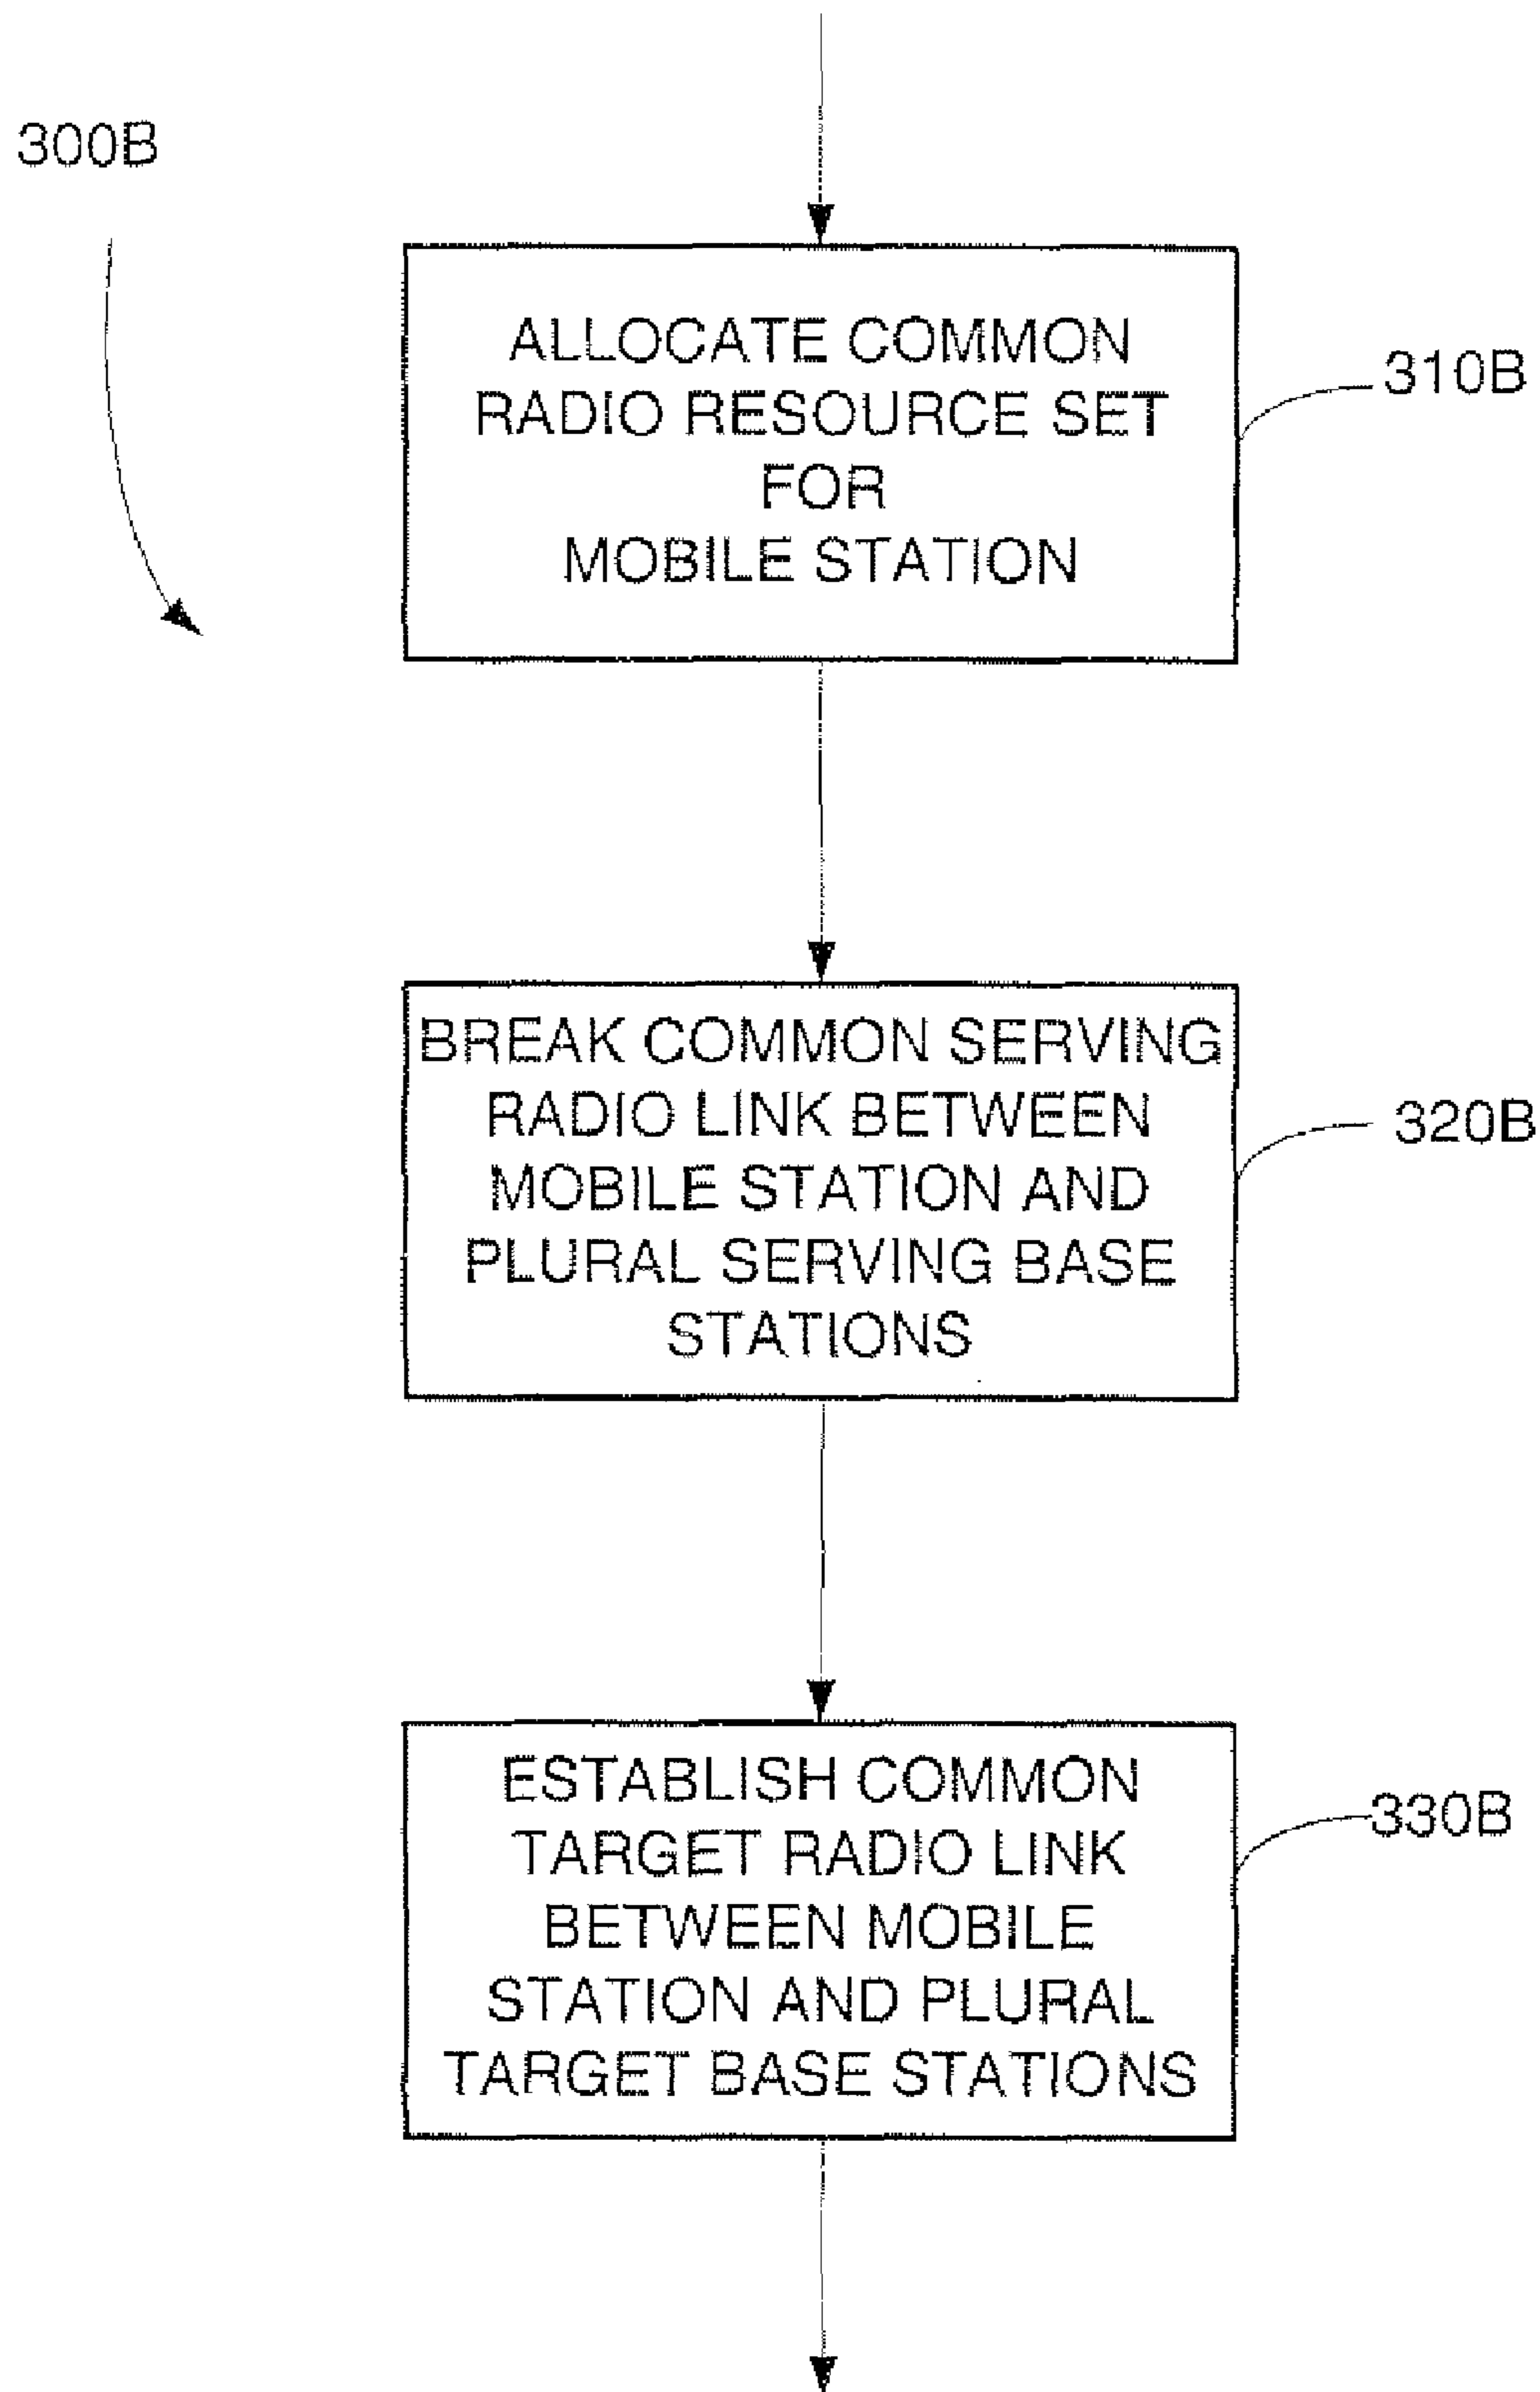 300B
ALLOCATE COMMON
RADIO RESOURCE SET
FOR
MOBILE STATION
310B
BREAK COMMON SERVING
RADIO LINK BETWEEN
MOBILE STATION AND
PLURAL SERVING BASE
STATIONS
320B
ESTABLISH COMMON
TARGET RADIO LINK
BETWEEN MOBILE
STATION AND PLURAL
TARGET BASE STATIONS
330B